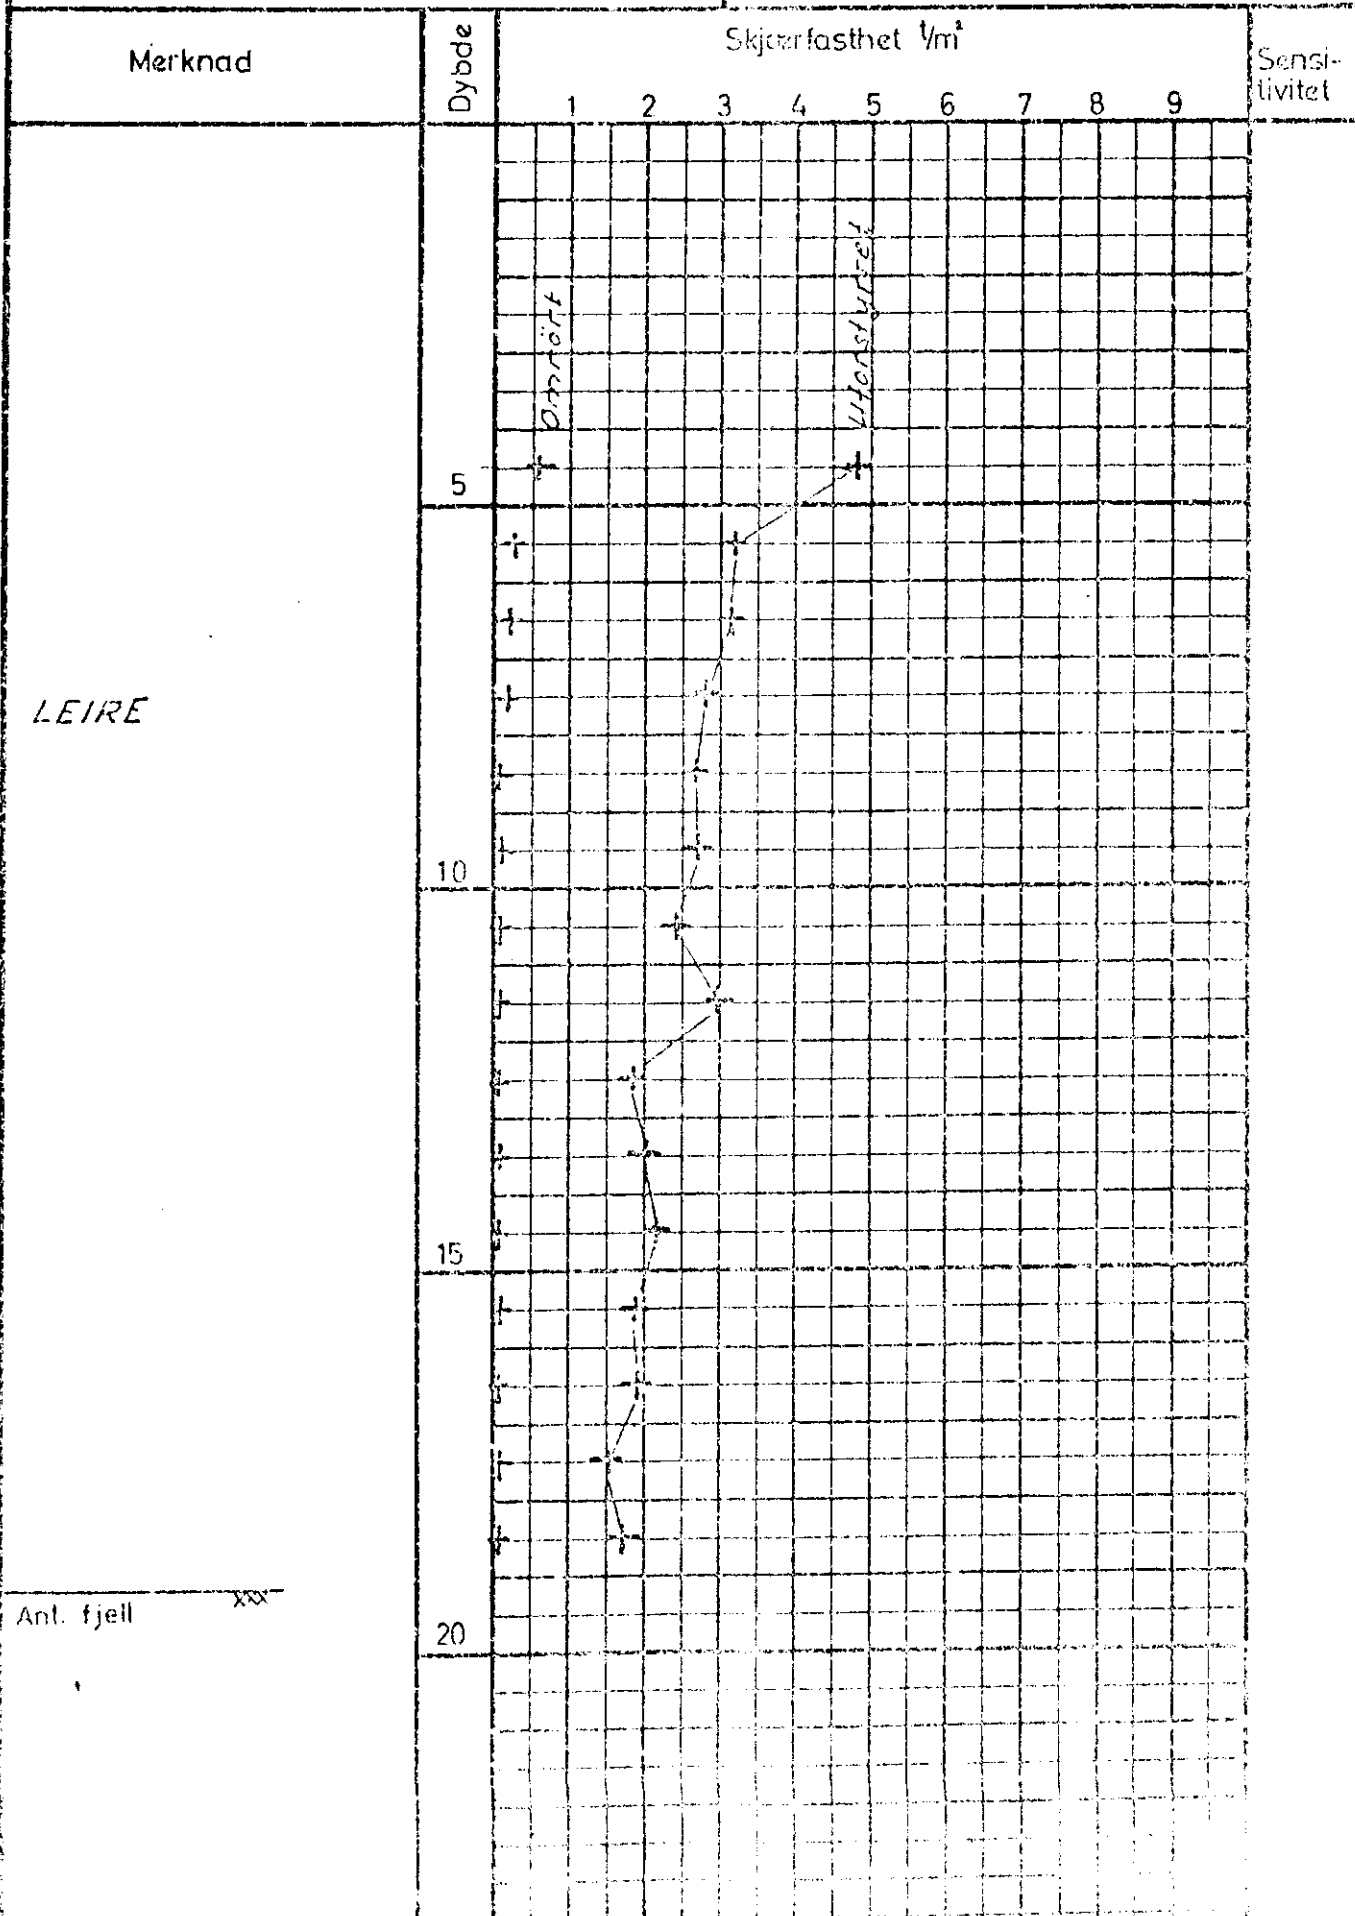 Merknad
Dybde
Skjærfasthet t/m²
Sensi-
tivitet
1 2 3 4 5 6 7 8 9
Omrört
Uforstyrret
5
LEIRE
10
15
Ant. fjell xxx
20